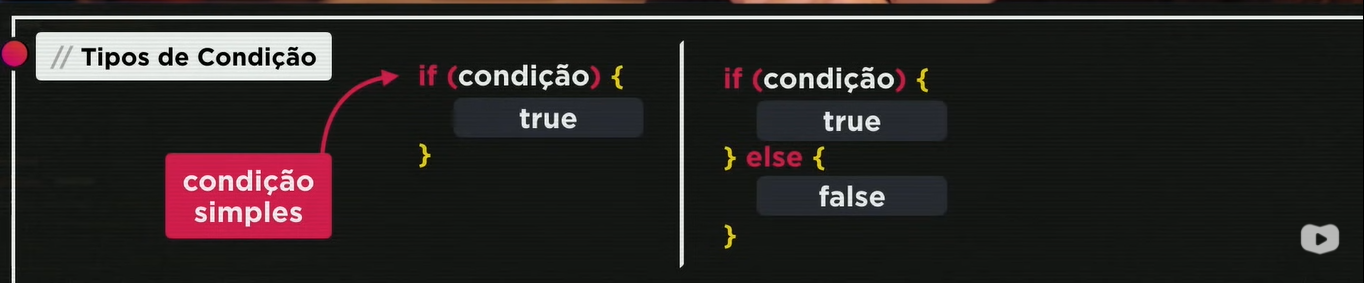 // Tipos de Condição
condição
simples
if (condição) {
true
}
if (condição) {
true
} else {
false
}